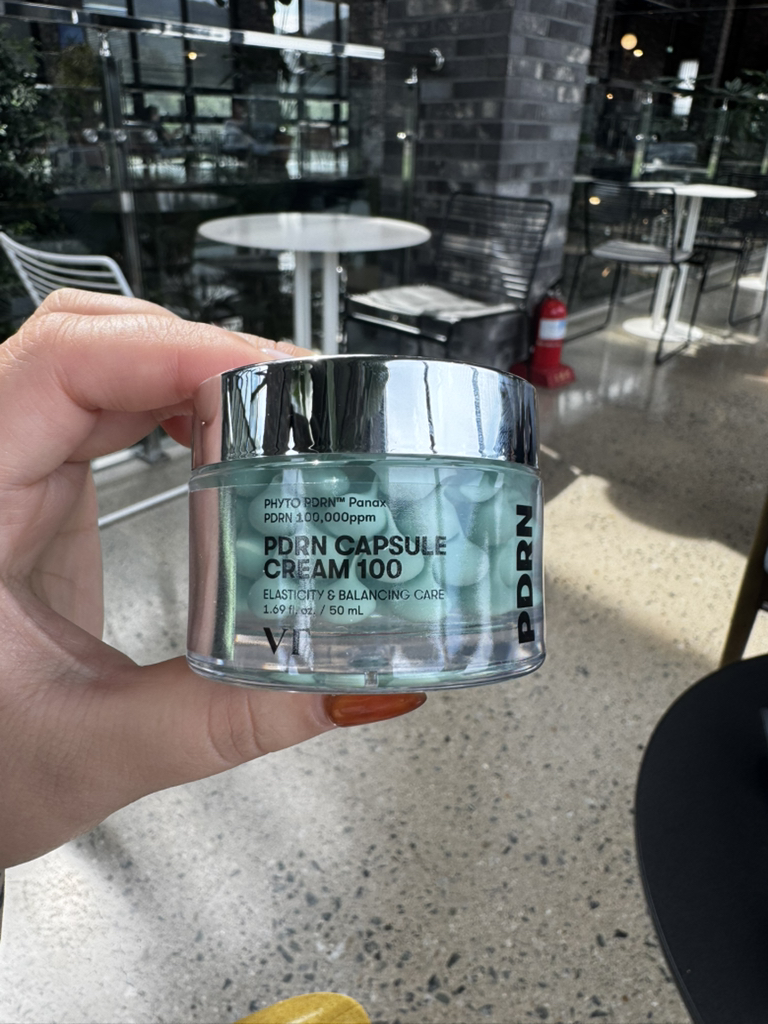 PHYTO PDRN™ Panax
PDRN 100,000ppm
PDRN CAPSULE
CREAM 100
ELASTICITY & BALANCING CARE
1.69 fl. oz. / 50 mL
VT
PDRN